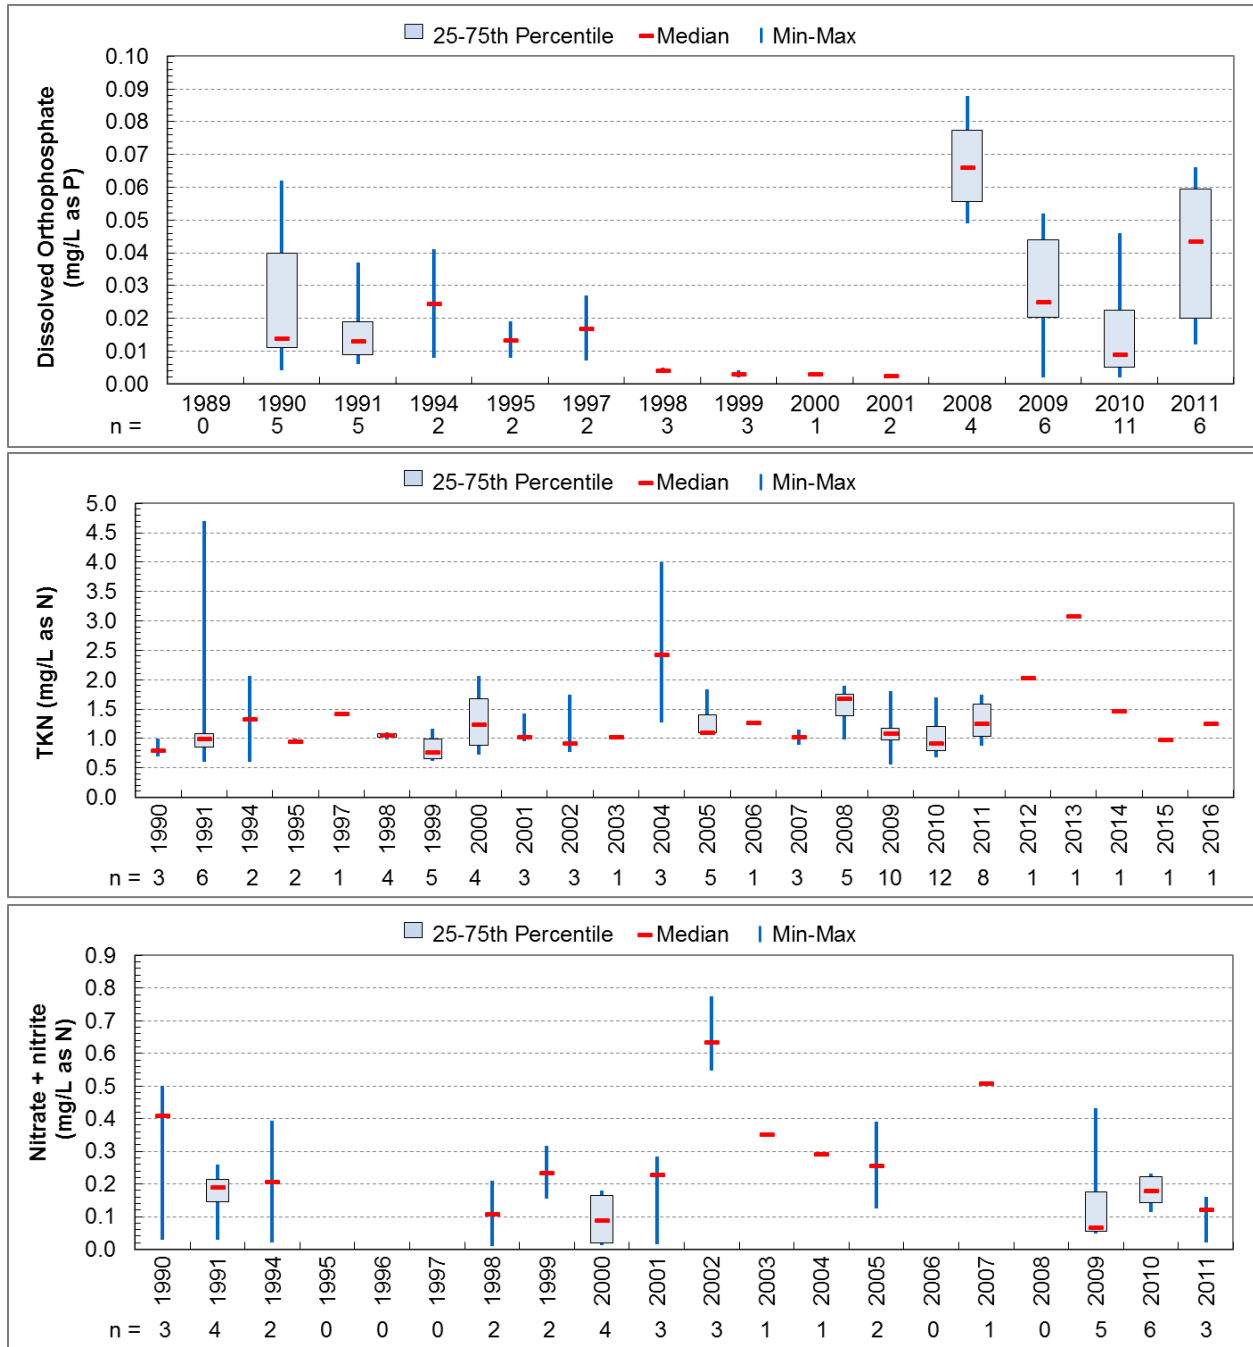 25-75th Percentile Median Min-Max
Dissolved Orthophosphate
(mg/L as P)
0.10
0.09
0.08
0.07
0.06
0.05
0.04
0.03
0.02
0.01
0.00
1989 1990 1991 1994 1995 1997 1998 1999 2000 2001 2008 2009 2010 2011
n = 0 5 5 2 2 2 3 3 1 2 4 6 11 6
25-75th Percentile Median Min-Max
TKN (mg/L as N)
5.0
4.5
4.0
3.5
3.0
2.5
2.0
1.5
1.0
0.5
0.0
1990 1991 1994 1995 1997 1998 1999 2000 2001 2002 2003 2004 2005 2006 2007 2008 2009 2010 2011 2012 2013 2014 2015 2016
n = 3 6 2 2 1 4 5 4 3 3 1 3 5 1 3 5 10 12 8 1 1 1 1 1
25-75th Percentile Median Min-Max
Nitrate + nitrite
(mg/L as N)
0.9
0.8
0.7
0.6
0.5
0.4
0.3
0.2
0.1
0.0
1990 1991 1994 1995 1996 1997 1998 1999 2000 2001 2002 2003 2004 2005 2006 2007 2008 2009 2010 2011
n = 3 4 2 0 0 0 2 2 4 3 3 1 1 2 0 1 0 5 6 3